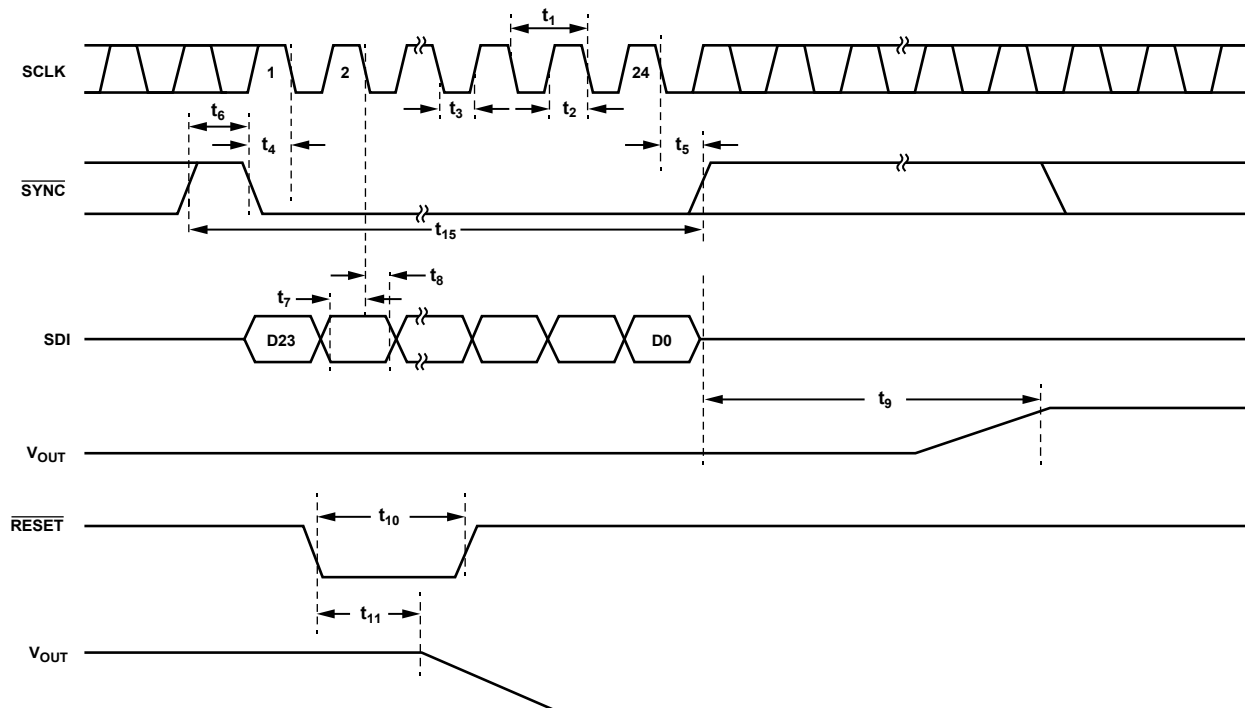 t1
SCLK
1
2
24
t3
t2
t6
t4
t5
SYNC
t15
t8
t7
SDI
D23
D0
t9
VOUT
RESET
t10
t11
VOUT